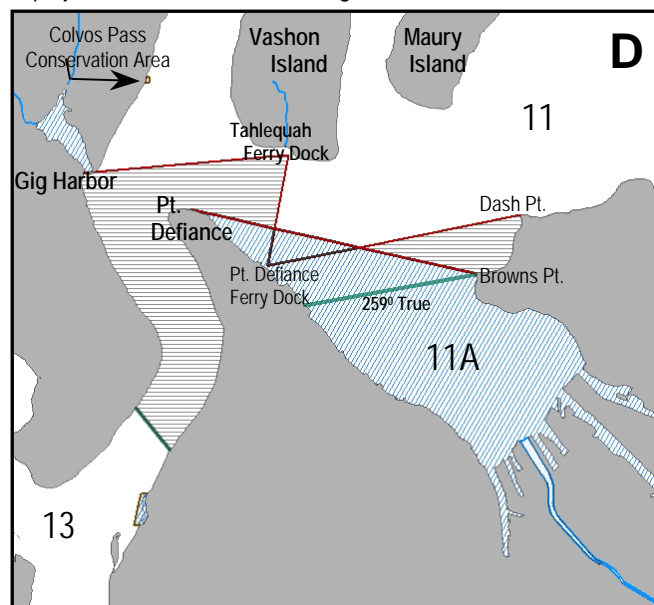 Colvos Pass
Conservation Area
Vashon
Island
Maury
Island
D
11
Tahlequah
Ferry Dock
Gig Harbor
Pt.
Defiance
Dash Pt.
Pt. Defiance
Ferry Dock
Browns Pt.
259⁰ True
11A
13